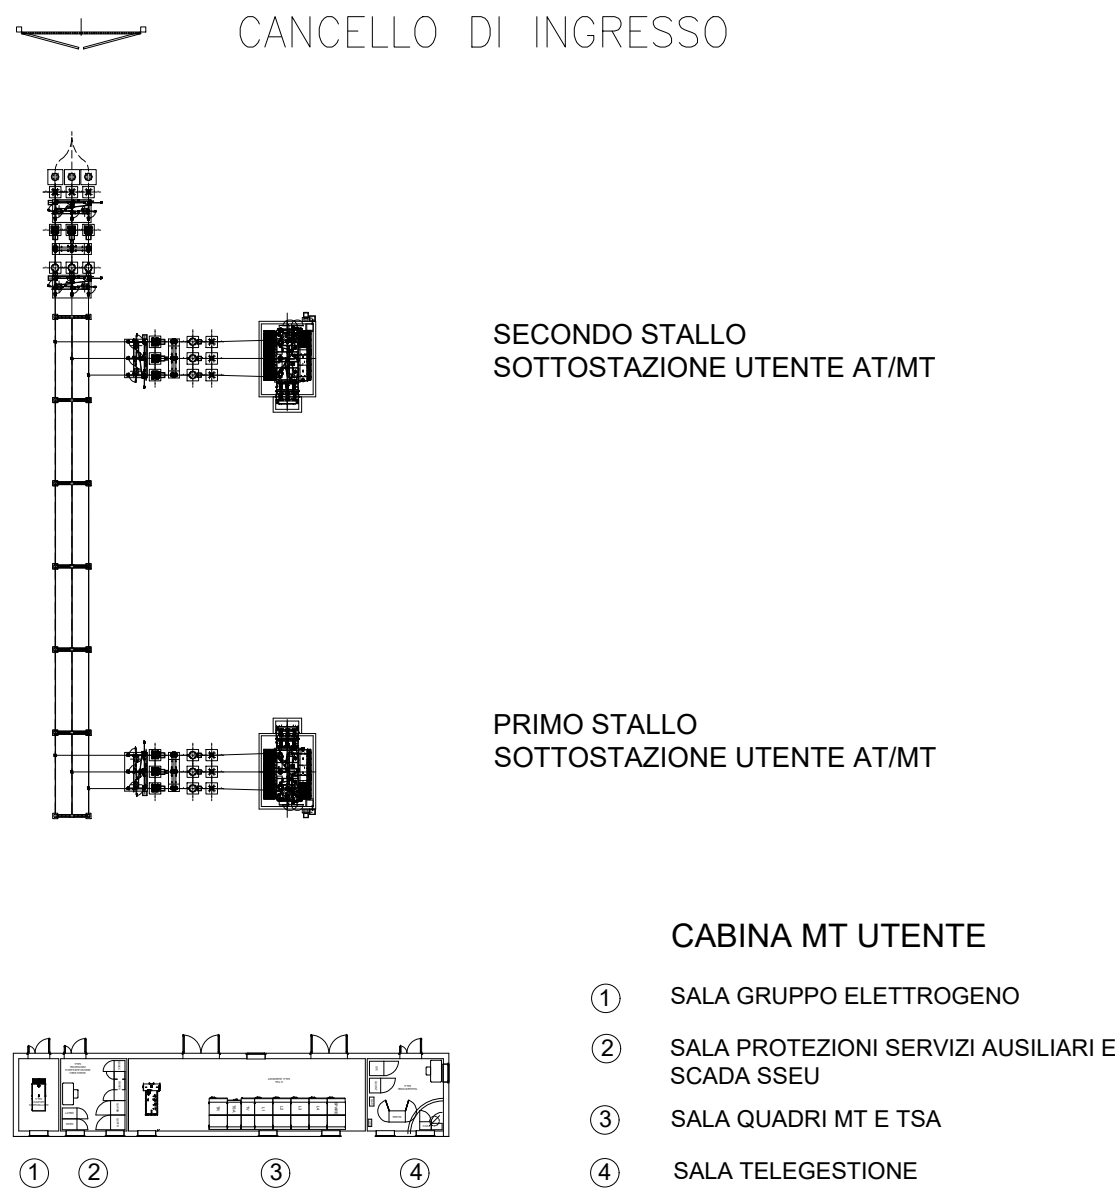 CANCELLO DI INGRESSO
SECONDO STALLO
SOTTOSTAZIONE UTENTE AT/MT
PRIMO STALLO
SOTTOSTAZIONE UTENTE AT/MT
CABINA MT UTENTE
1 SALA GRUPPO ELETTROGENO
2 SALA PROTEZIONI SERVIZI AUSILIARI E
SCADA SSEU
3 SALA QUADRI MT E TSA
4 SALA TELEGESTIONE
1 2 3 4